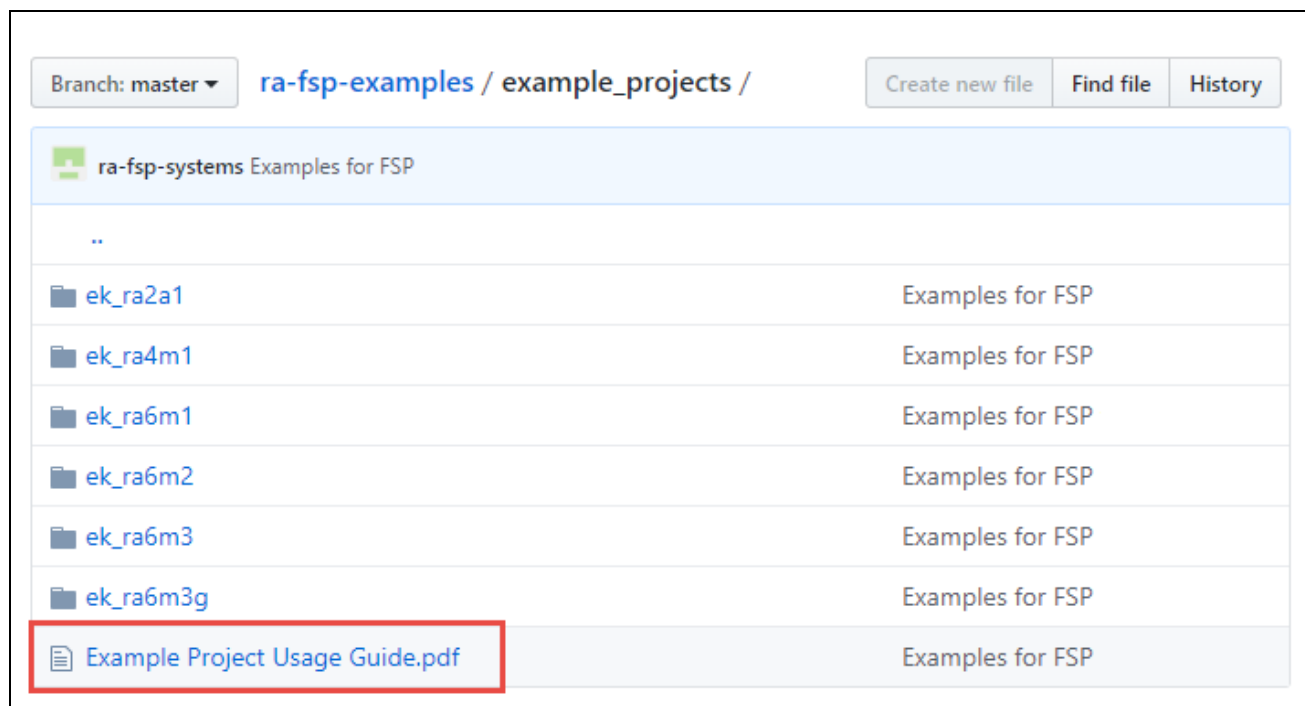 Branch: master ra-fsp-examples / example_projects / Create new file Find file History
ra-fsp-systems Examples for FSP
..
ek_ra2a1 Examples for FSP
ek_ra4m1 Examples for FSP
ek_ra6m1 Examples for FSP
ek_ra6m2 Examples for FSP
ek_ra6m3 Examples for FSP
ek_ra6m3g Examples for FSP
Example Project Usage Guide.pdf Examples for FSP